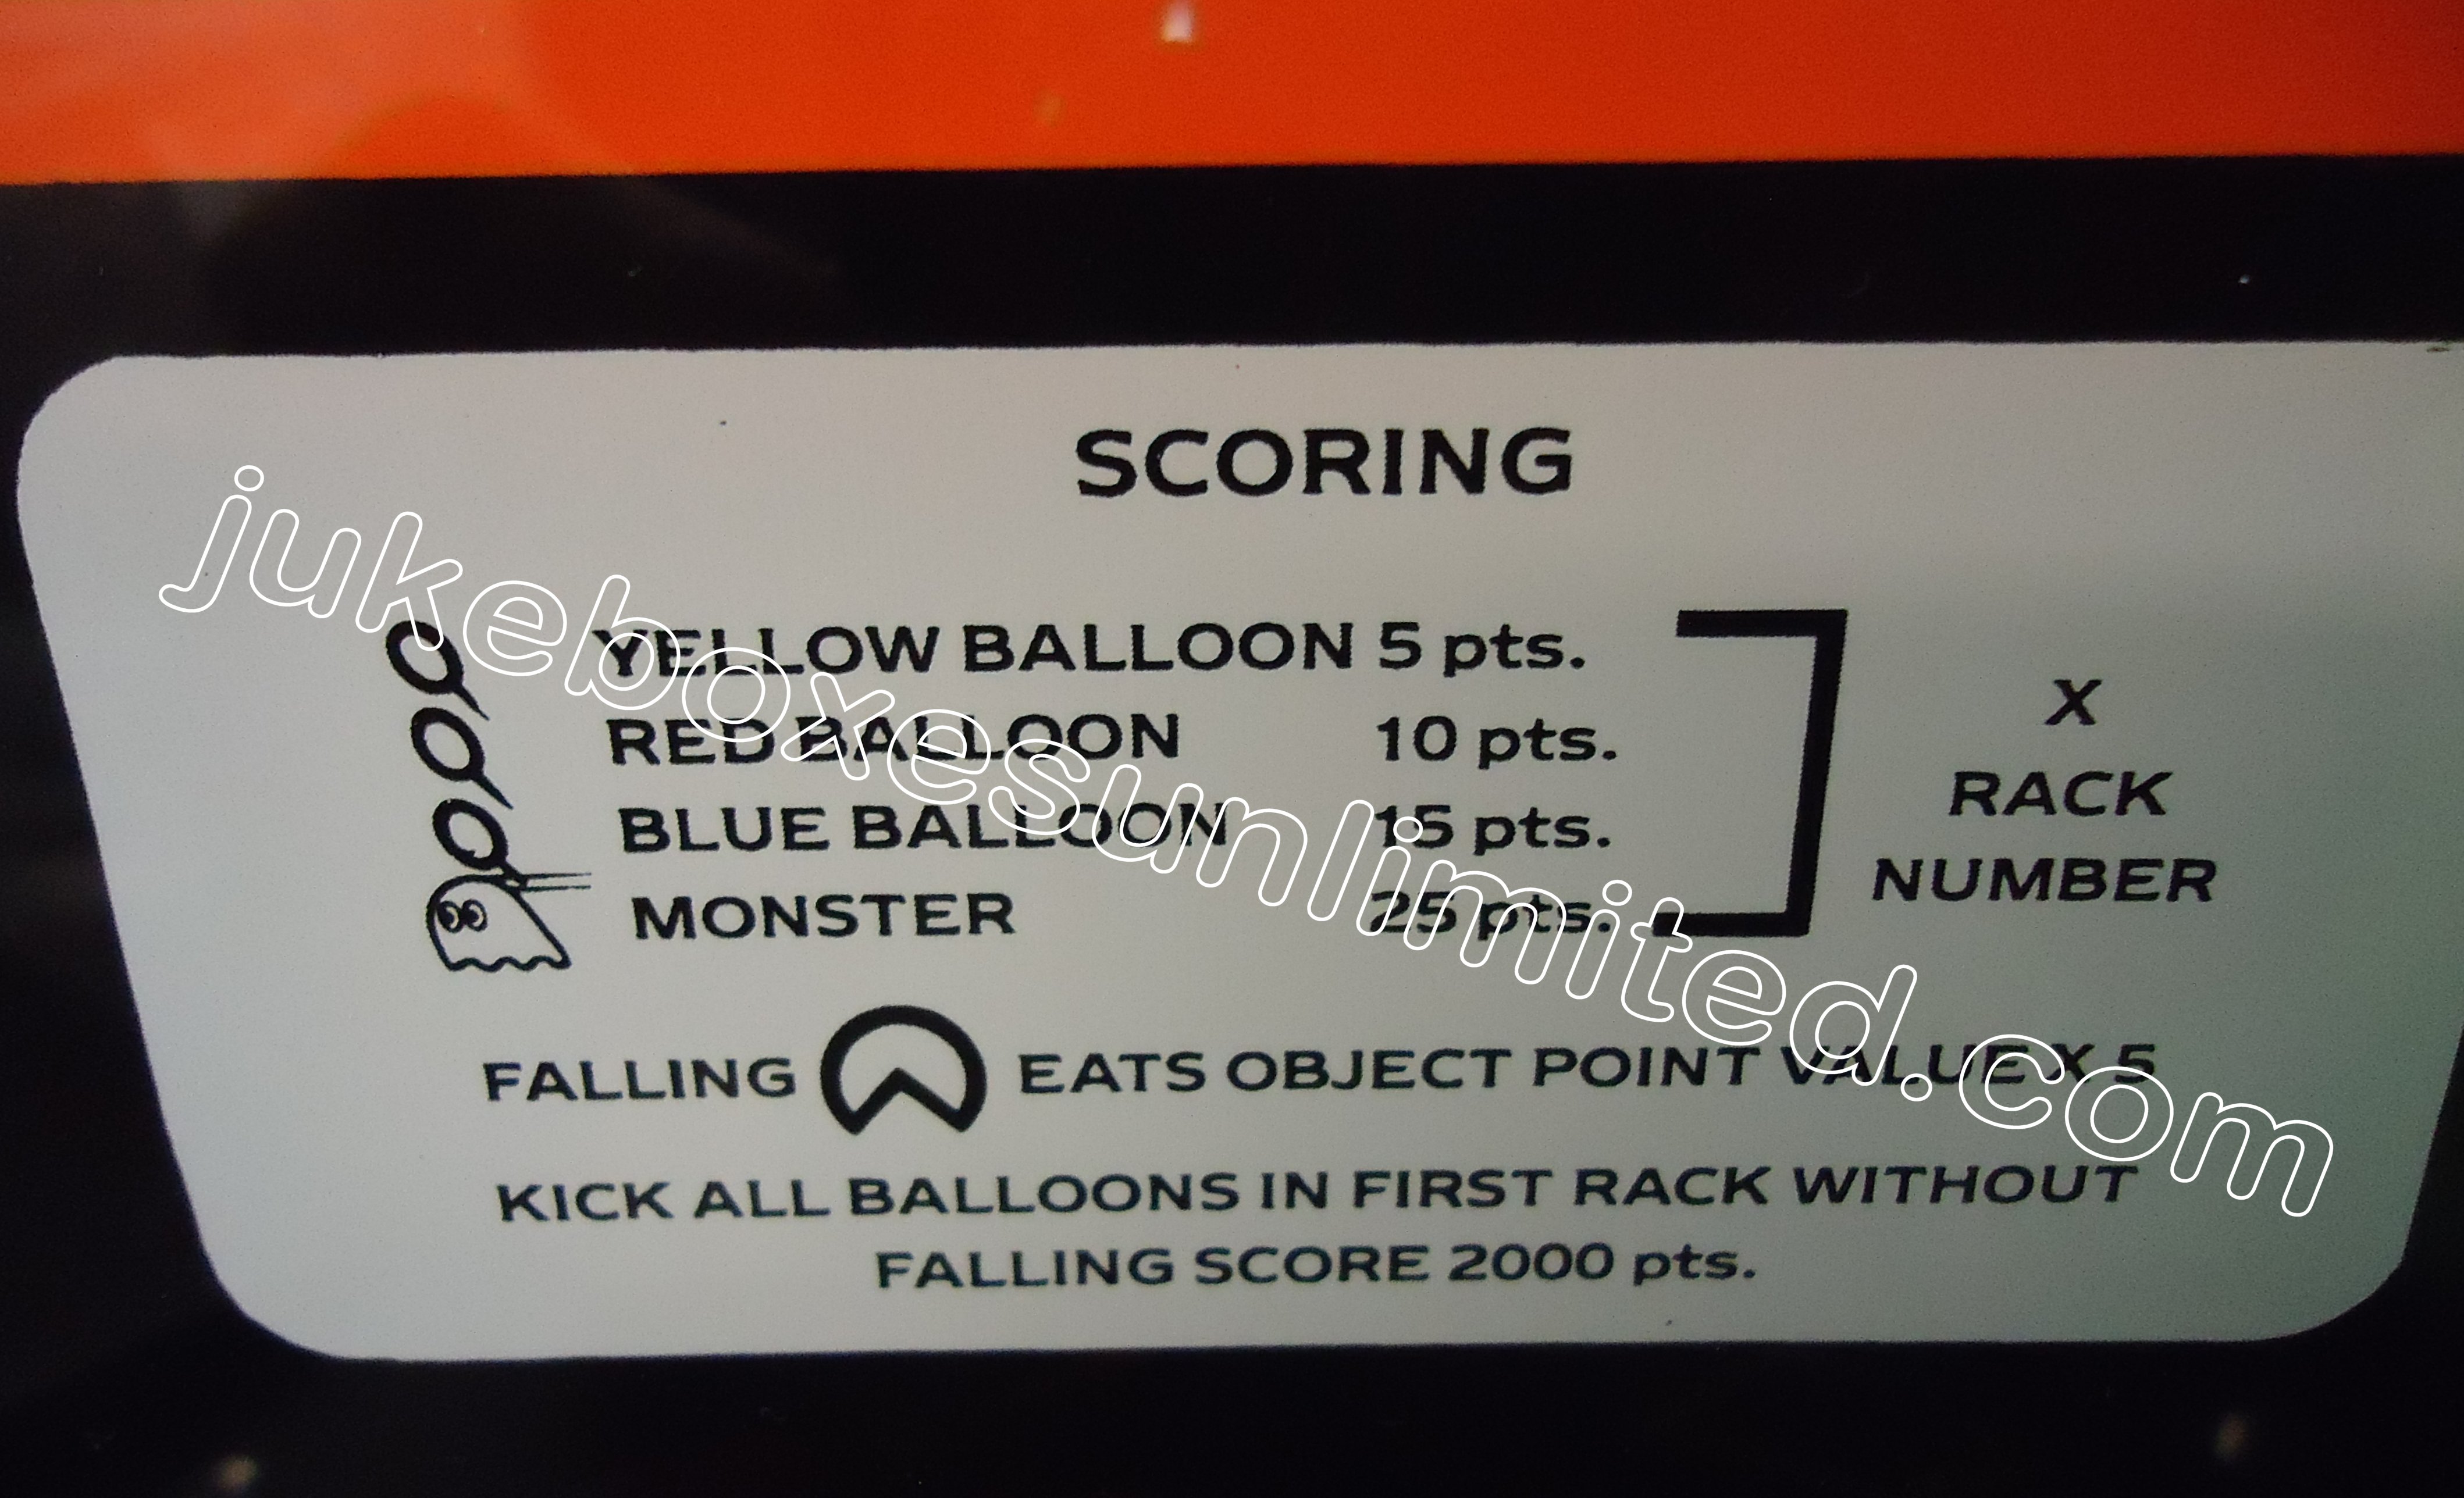 SCORING
YELLOW BALLOON 5 pts.
RED BALLOON 10 pts.
BLUE BALLOON 15 pts.
MONSTER 25 pts.
X
RACK
NUMBER
FALLING EATS OBJECT POINT VALUE X 5
KICK ALL BALLOONS IN FIRST RACK WITHOUT
FALLING SCORE 2000 pts.
jukeboxesunlimited.com